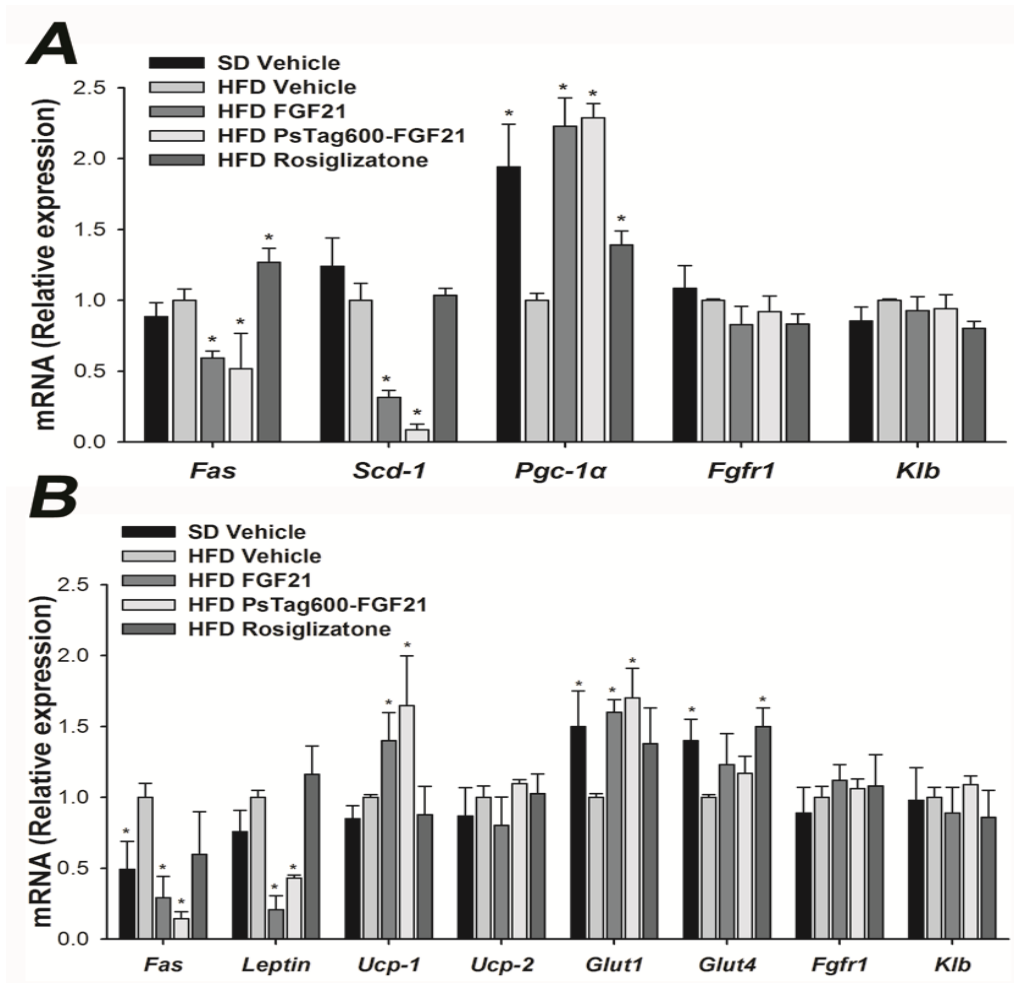 A
SD Vehicle
HFD Vehicle
HFD FGF21
HFD PsTag600-FGF21
HFD Rosiglizatone
mRNA (Relative expression)
2.5
2.0
1.5
1.0
0.5
0.0
* * * * * * * * * *
Fas Scd-1 Pgc-1α Fgfr1 Klb
B
SD Vehicle
HFD Vehicle
HFD FGF21
HFD PsTag600-FGF21
HFD Rosiglizatone
mRNA (Relative expression)
2.5
2.0
1.5
1.0
0.5
0.0
* * * * * * * * * * * *
Fas Leptin Ucp-1 Ucp-2 Glut1 Glut4 Fgfr1 Klb